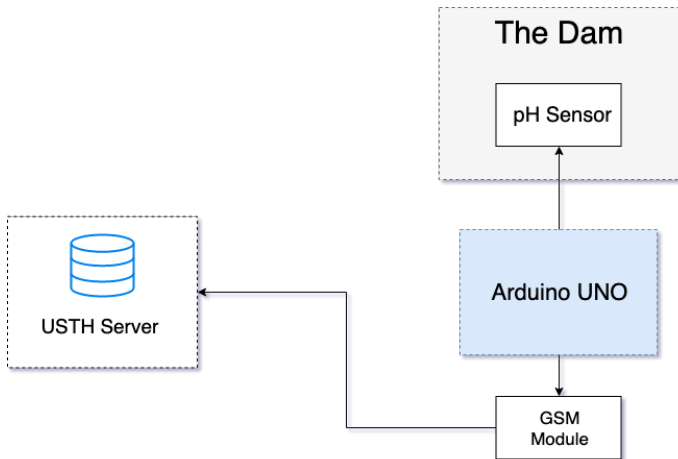 The Dam
pH Sensor
Arduino UNO
USTH Server
GSM
Module